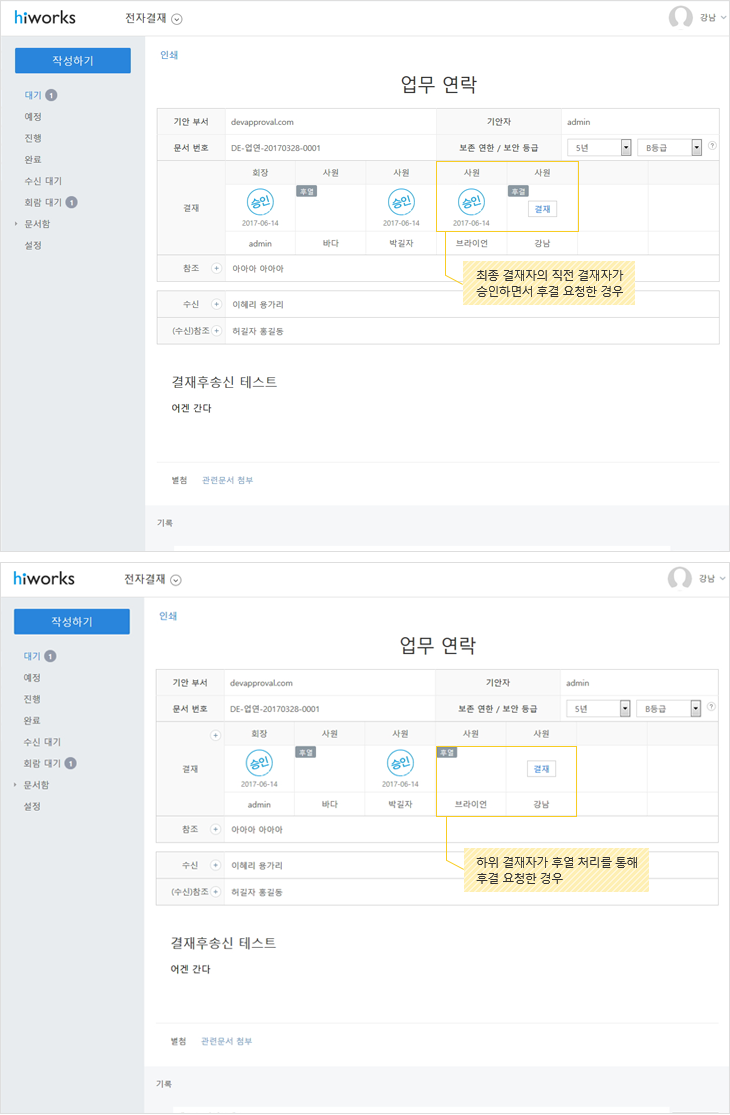 hiworks 전자결재 강남
작성하기
대기 1
예정
진행
완료
수신 대기
회람 대기 1
문서함
설정
인쇄
업무 연락
기안 부서 devapproval.com 기안자 admin
문서 번호 DE-업연-20170328-0001 보존 연한 / 보안 등급 5년 B등급 ?
회장 사원 사원 사원 사원
결재 승인 후열 승인 승인 후결 결재
2017-06-14 2017-06-14 2017-06-14
admin 바다 박길자 브라이언 강남
참조 + 아아아 아아아
최종 결재자의 직전 결재자가
승인하면서 후결 요청한 경우
수신 + 이혜리 용가리
(수신)참조 + 허길자 홍길동
결재후송신 테스트
어겐 간다
별첨 관련문서 첨부
기록
hiworks 전자결재 강남
작성하기
대기 1
예정
진행
완료
수신 대기
회람 대기 1
문서함
설정
인쇄
업무 연락
기안 부서 devapproval.com 기안자 admin
문서 번호 DE-업연-20170328-0001 보존 연한 / 보안 등급 5년 B등급 ?
+ 회장 사원 사원 사원 사원
결재 승인 후열 승인 후열 결재
2017-06-14 2017-06-14
admin 바다 박길자 브라이언 강남
참조 + 아아아 아아아
하위 결재자가 후열 처리를 통해
후결 요청한 경우
수신 + 이혜리 용가리
(수신)참조 + 허길자 홍길동
결재후송신 테스트
어겐 간다
별첨 관련문서 첨부
기록